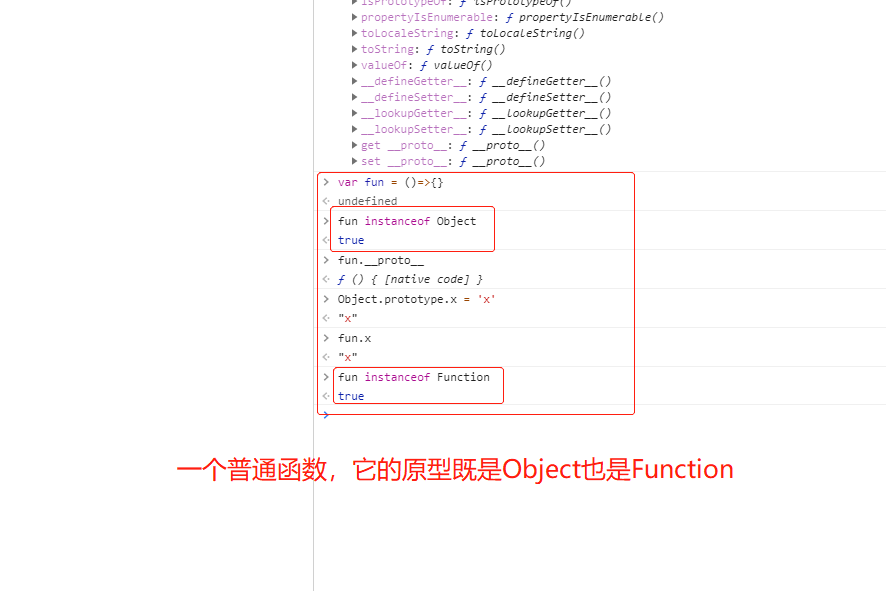 isPrototypeOf: ƒ isPrototypeOf()
propertyIsEnumerable: ƒ propertyIsEnumerable()
toLocaleString: ƒ toLocaleString()
toString: ƒ toString()
valueOf: ƒ valueOf()
__defineGetter__: ƒ __defineGetter__()
__defineSetter__: ƒ __defineSetter__()
__lookupGetter__: ƒ __lookupGetter__()
__lookupSetter__: ƒ __lookupSetter__()
get __proto__: ƒ __proto__()
set __proto__: ƒ __proto__()
var fun = ()=>{}
undefined
fun instanceof Object
true
fun.__proto__
ƒ () { [native code] }
Object.prototype.x = 'x'
"x"
fun.x
"x"
fun instanceof Function
true
一个普通函数，它的原型既是Object也是Function